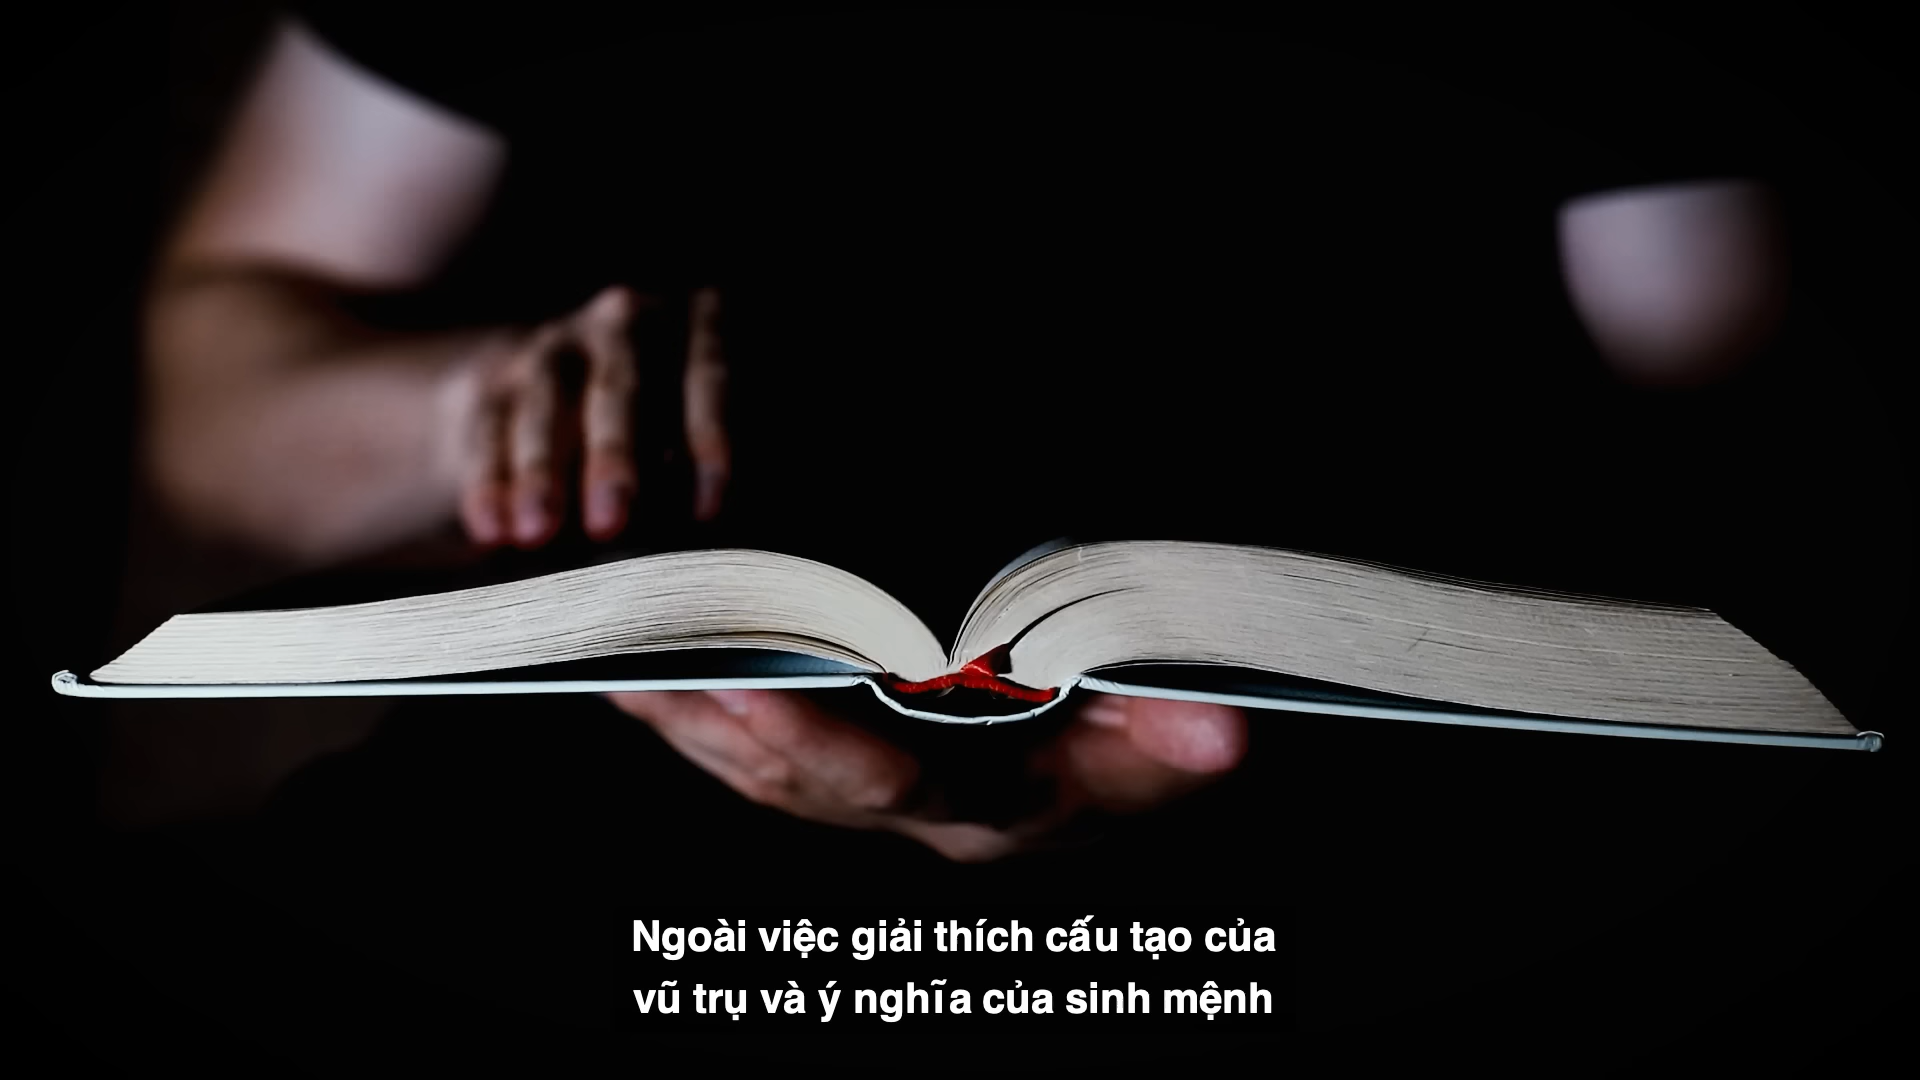 Ngoài việc giải thích cấu tạo của
vũ trụ và ý nghĩa của sinh mệnh